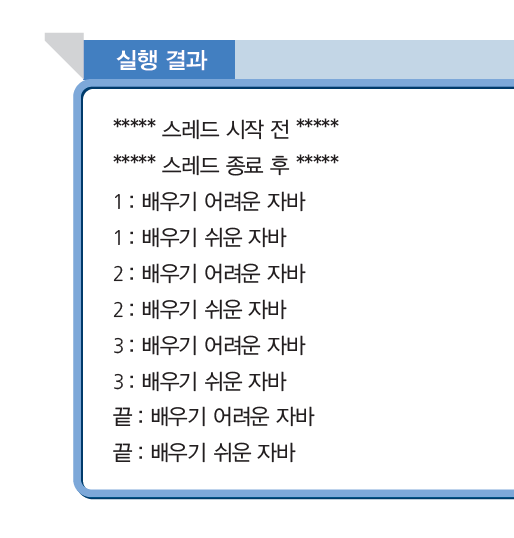 실행 결과
***** 스레드 시작 전 *****
***** 스레드 종료 후 *****
1 : 배우기 어려운 자바
1 : 배우기 쉬운 자바
2 : 배우기 어려운 자바
2 : 배우기 쉬운 자바
3 : 배우기 어려운 자바
3 : 배우기 쉬운 자바
끝 : 배우기 어려운 자바
끝 : 배우기 쉬운 자바